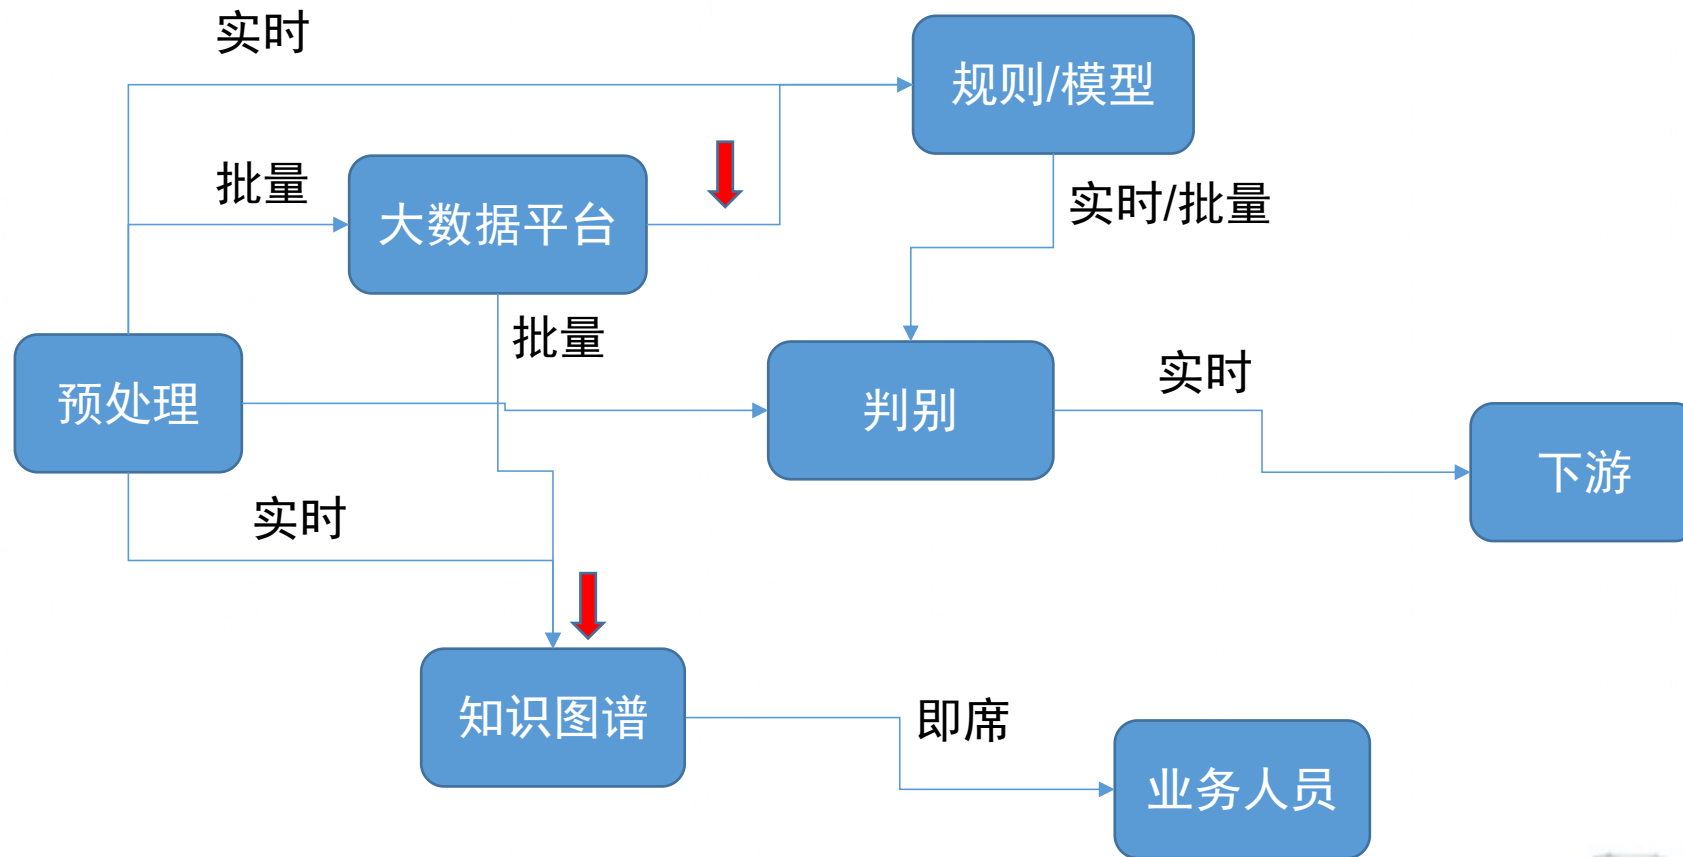 实时
规则/模型
批量
大数据平台
实时/批量
批量
预处理
判别
实时
下游
实时
知识图谱
即席
业务人员